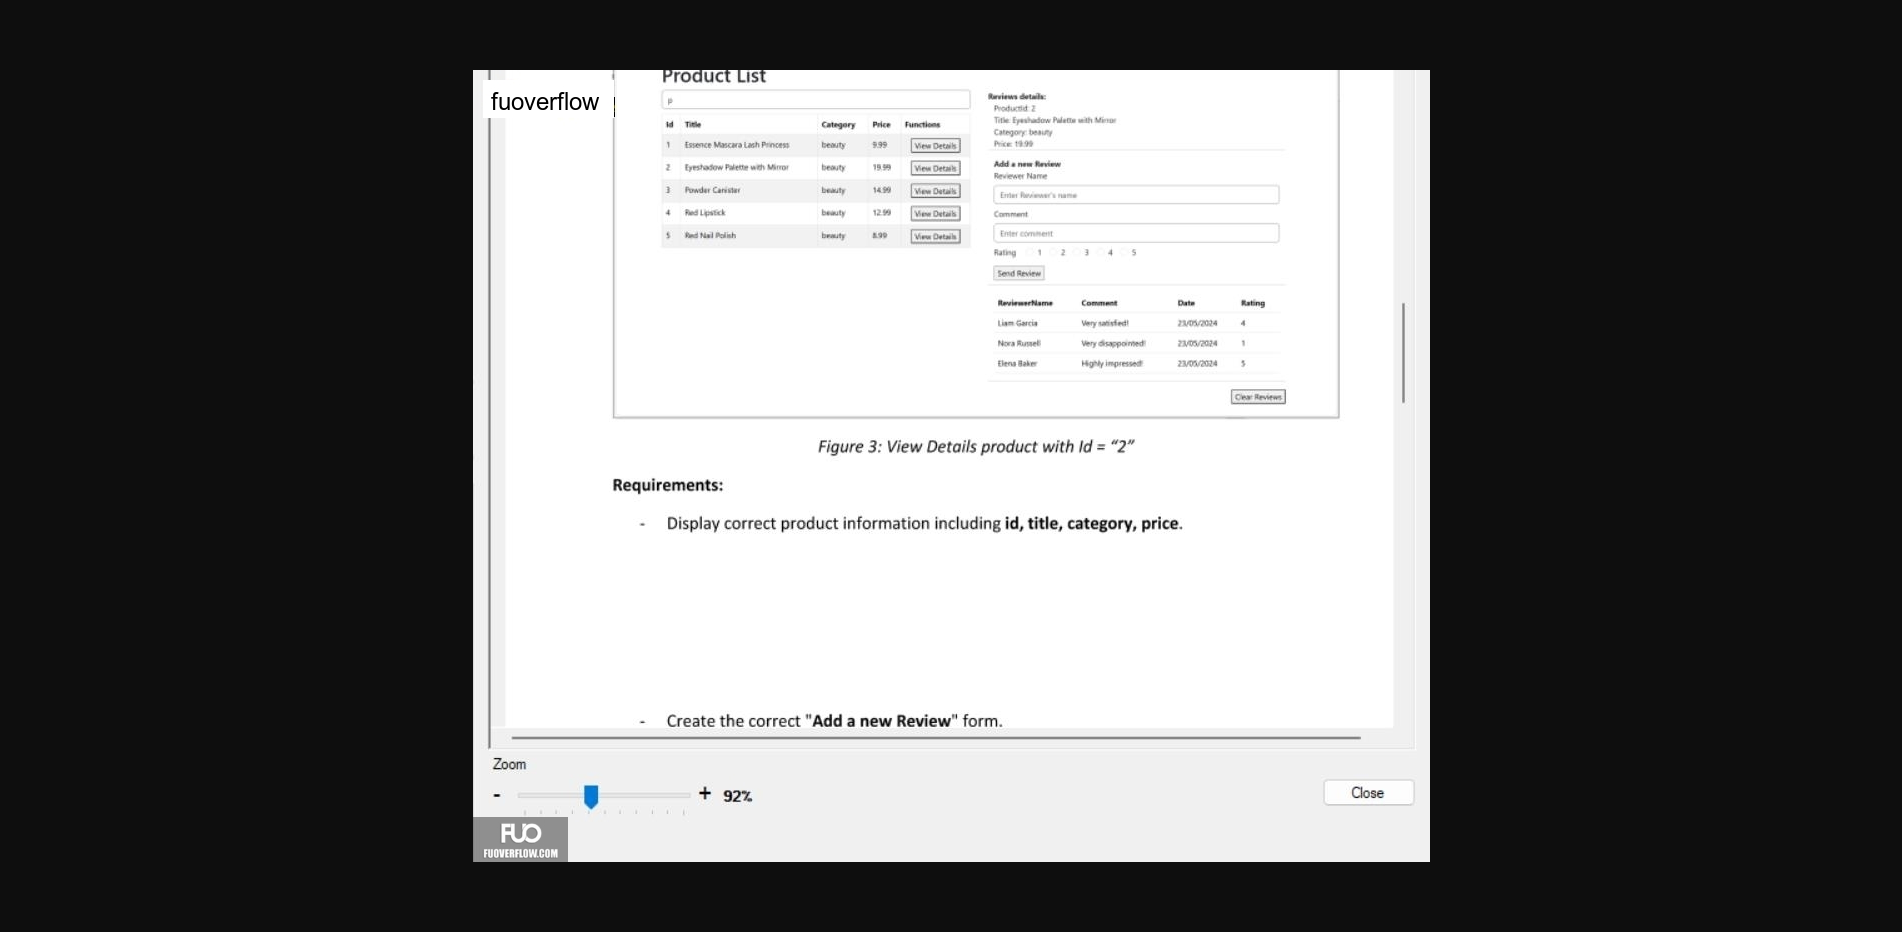 Product List
fuoverflow
p
Id Title Category Price Functions
1 Essence Mascara Lash Princess beauty 9.99 View Details
2 Eyeshadow Palette with Mirror beauty 19.99 View Details
3 Powder Canister beauty 14.99 View Details
4 Red Lipstick beauty 12.99 View Details
5 Red Nail Polish beauty 8.99 View Details
Reviews details:
ProductId: 2
Title: Eyeshadow Palette with Mirror
Category: beauty
Price: 19.99
Add a new Review
Reviewer Name
Enter Reviewer's name
Comment
Enter comment
Rating 1 2 3 4 5
Send Review
ReviewerName Comment Date Rating
Liam Garcia Very satisfied! 23/05/2024 4
Nora Russell Very disappointed! 23/05/2024 1
Elena Baker Highly impressed! 23/05/2024 5
Clear Reviews
Figure 3: View Details product with Id = “2”
Requirements:
- Display correct product information including id, title, category, price.
- Create the correct "Add a new Review" form.
Zoom
- + 92%
Close
FUO
FUOVERFLOW.COM